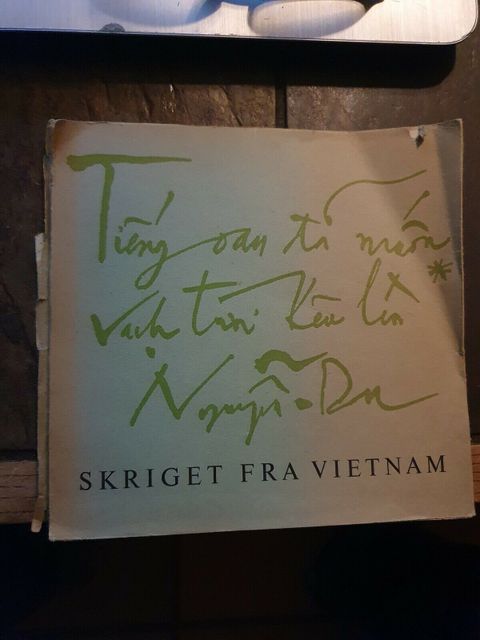 Tiếng oan đã muốn
vạch trời kêu lên *
Nguyễn-Du
SKRIGET FRA VIETNAM